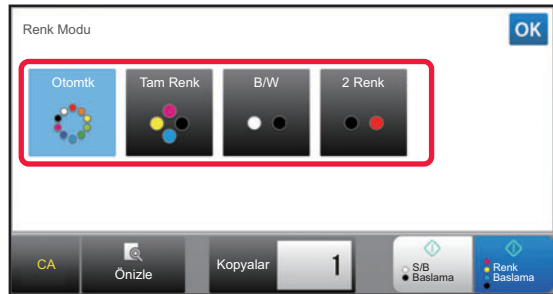 Renk Modu
OK
Otomtk
Tam Renk
B/W
2 Renk
CA
Önizle
Kopyalar
1
S/B
Baslama
Renk
Baslama